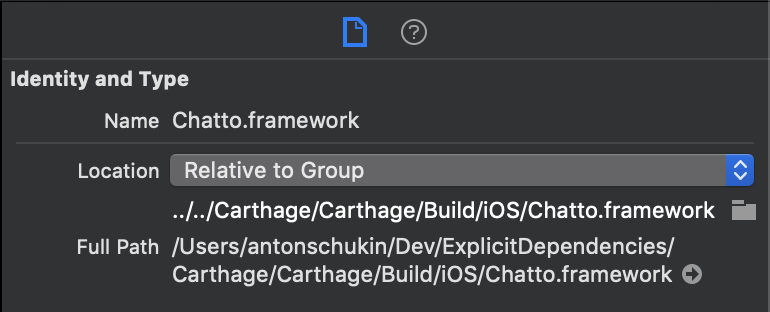 ?
Identity and Type
Name Chatto.framework
Location Relative to Group
../../Carthage/Carthage/Build/iOS/Chatto.framework
Full Path /Users/antonschukin/Dev/ExplicitDependencies/
Carthage/Carthage/Build/iOS/Chatto.framework